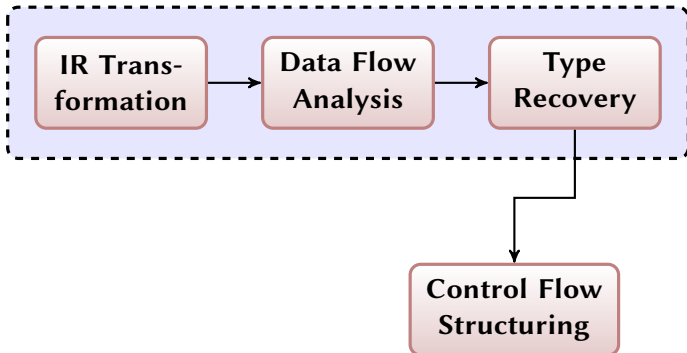 IR Trans-
formation
Data Flow
Analysis
Type
Recovery
Control Flow
Structuring